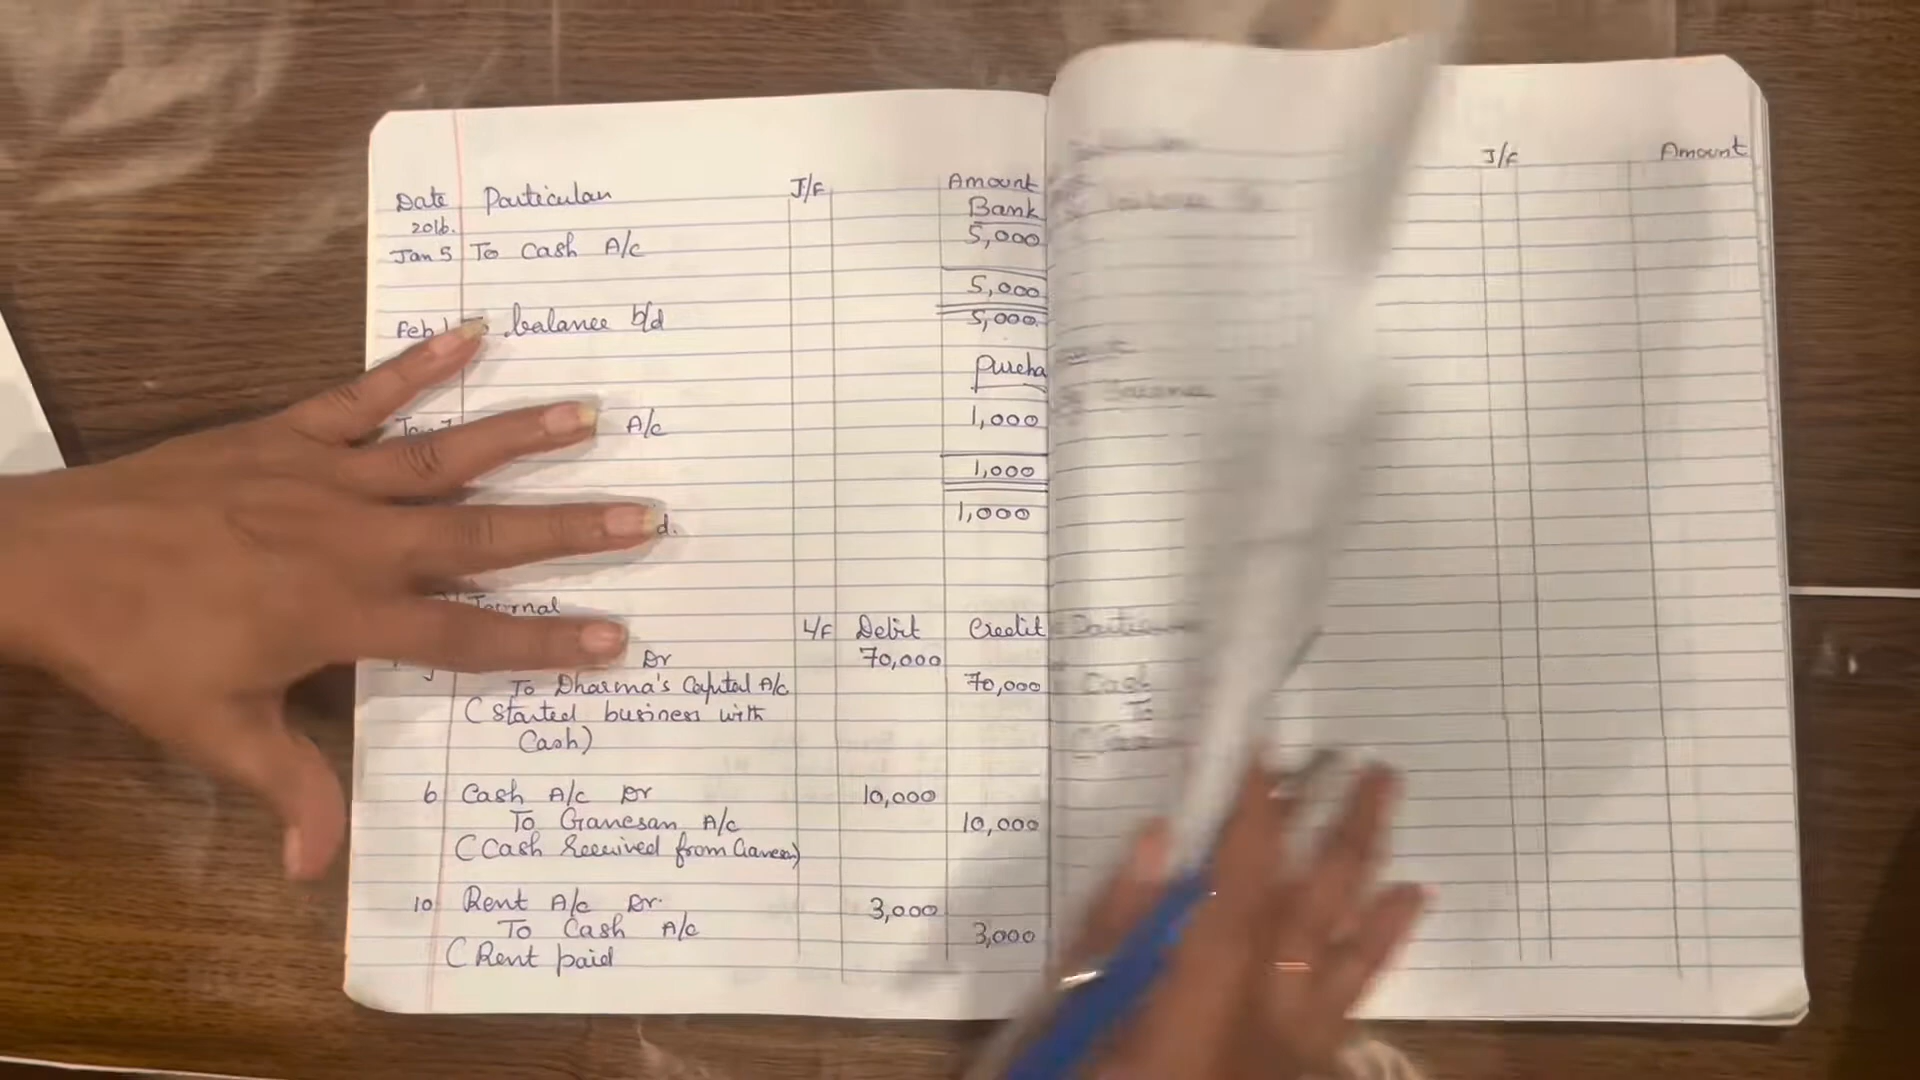 Date Particulars J/F Amount
2016. Bank
Jan 5 To Cash A/c 5,000
5,000
Feb 1 To balance b/d 5,000
Purcha
A/c 1,000
1,000
d. 1,000
Journal
L/F Debit Credit
Dr 70,000
To Dharma's Capital A/c 70,000
( Started business with
Cash)
6 Cash A/c Dr 10,000
To Ganesan A/c 10,000
( Cash received from Ganesan)
10 Rent A/c Dr. 3,000
To Cash A/c 3,000
( Rent paid
J/F Amount